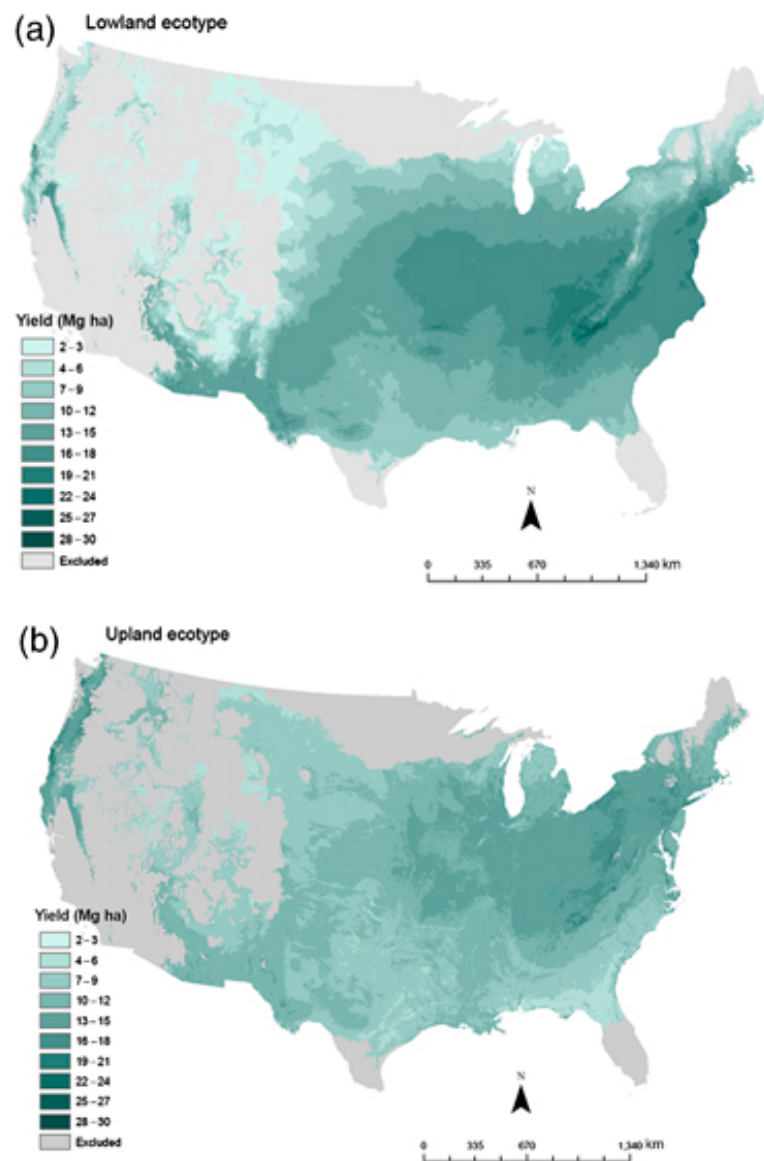 (a) Lowland ecotype
Yield (Mg ha)
2–3
4–6
7–9
10–12
13–15
16–18
19–21
22–24
25–27
28–30
Excluded
N
0 335 670 1,340 km
(b) Upland ecotype
Yield (Mg ha)
2–3
4–6
7–9
10–12
13–15
16–18
19–21
22–24
25–27
28–30
Excluded
N
0 335 670 1,340 km